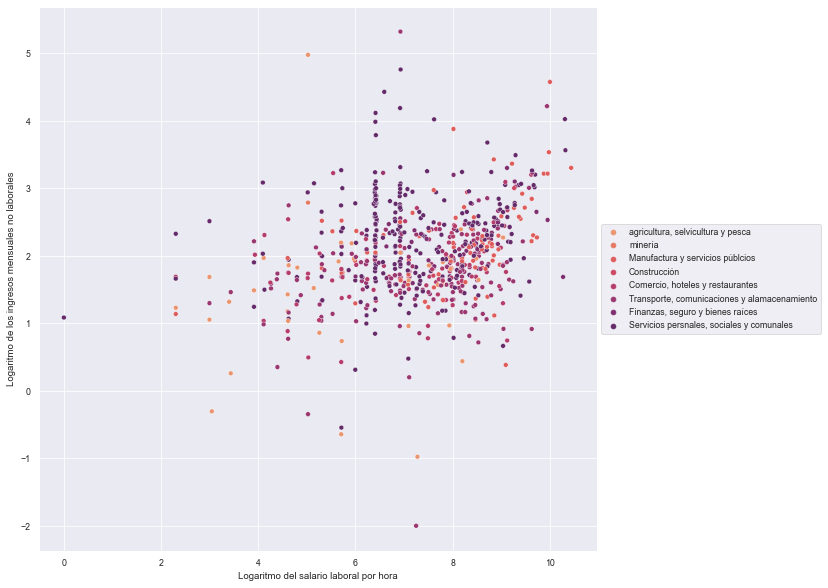 5
4
3
2
1
0
−1
−2
Logaritmo de los ingresos mensuales no laborales
0
2
4
6
8
10
Logaritmo del salario laboral por hora
agricultura, selvicultura y pesca
mineria
Manufactura y servicios públcios
Construcción
Comercio, hoteles y restaurantes
Transporte, comunicaciones y alamacenamiento
Finanzas, seguro y bienes raíces
Servicios persnales, sociales y comunales